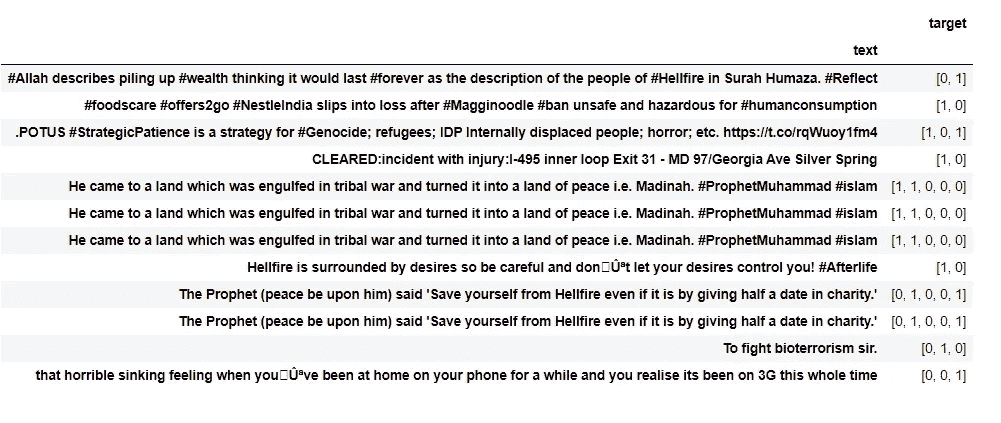 target
text
#Allah describes piling up #wealth thinking it would last #forever as the description of the people of #Hellfire in Surah Humaza. #Reflect [0, 1]
#foodscare #offers2go #NestleIndia slips into loss after #Magginoodle #ban unsafe and hazardous for #humanconsumption [1, 0]
.POTUS #StrategicPatience is a strategy for #Genocide; refugees; IDP Internally displaced people; horror; etc. https://t.co/rqWuoy1fm4 [1, 0, 1]
CLEARED:incident with injury:I-495 inner loop Exit 31 - MD 97/Georgia Ave Silver Spring [1, 0]
He came to a land which was engulfed in tribal war and turned it into a land of peace i.e. Madinah. #ProphetMuhammad #islam [1, 1, 0, 0, 0]
He came to a land which was engulfed in tribal war and turned it into a land of peace i.e. Madinah. #ProphetMuhammad #islam [1, 1, 0, 0, 0]
He came to a land which was engulfed in tribal war and turned it into a land of peace i.e. Madinah. #ProphetMuhammad #islam [1, 1, 0, 0, 0]
Hellfire is surrounded by desires so be careful and don□Ûªt let your desires control you! #Afterlife [1, 0]
The Prophet (peace be upon him) said 'Save yourself from Hellfire even if it is by giving half a date in charity.' [0, 1, 0, 0, 1]
The Prophet (peace be upon him) said 'Save yourself from Hellfire even if it is by giving half a date in charity.' [0, 1, 0, 0, 1]
To fight bioterrorism sir. [0, 1, 0]
that horrible sinking feeling when you□Ûªve been at home on your phone for a while and you realise its been on 3G this whole time [0, 0, 1]